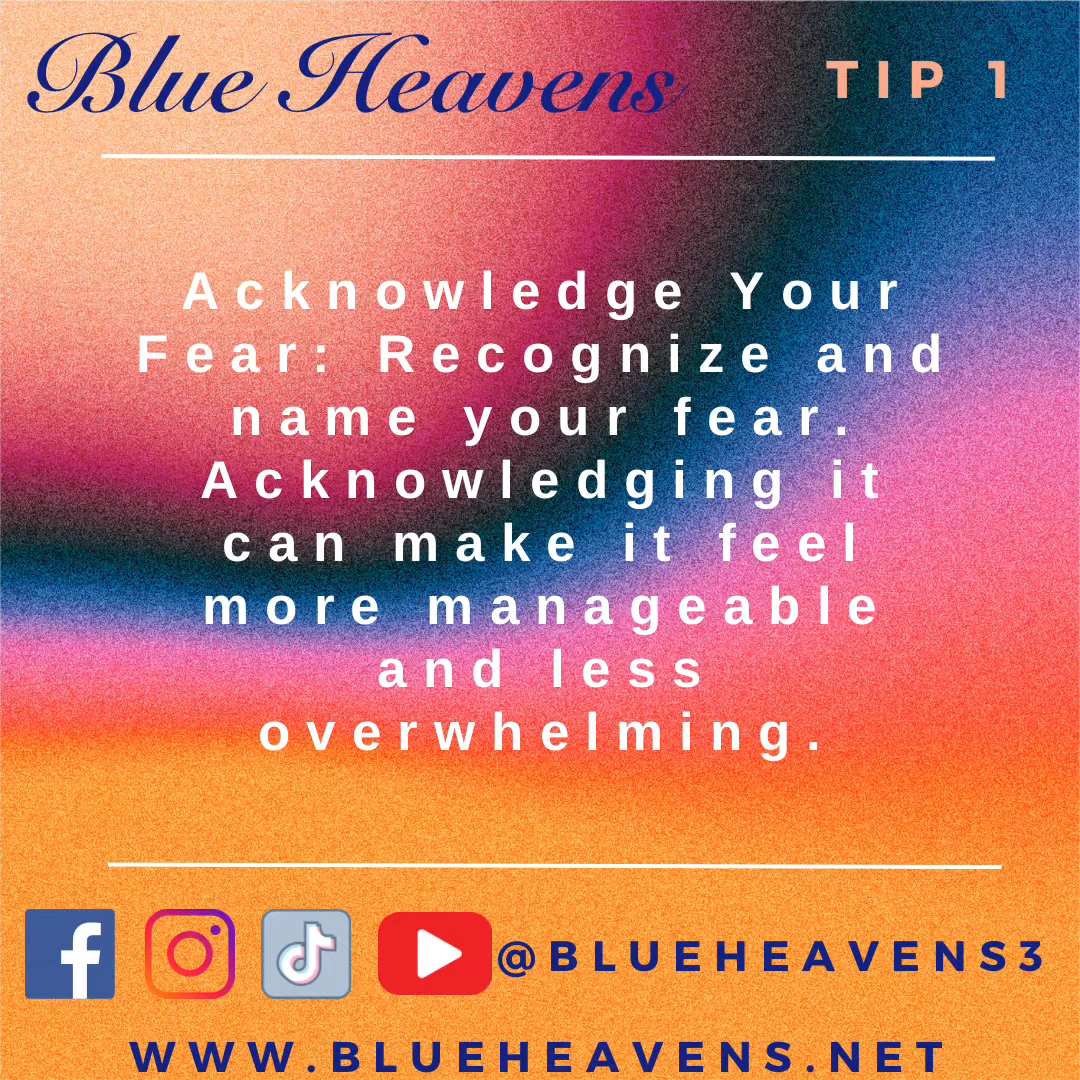 Blue Heavens
TIP 1
Acknowledge Your
Fear: Recognize and
name your fear.
Acknowledging it
can make it feel
more manageable
and less
overwhelming.
@BLUEHEAVENS3
WWW.BLUEHEAVENS.NET